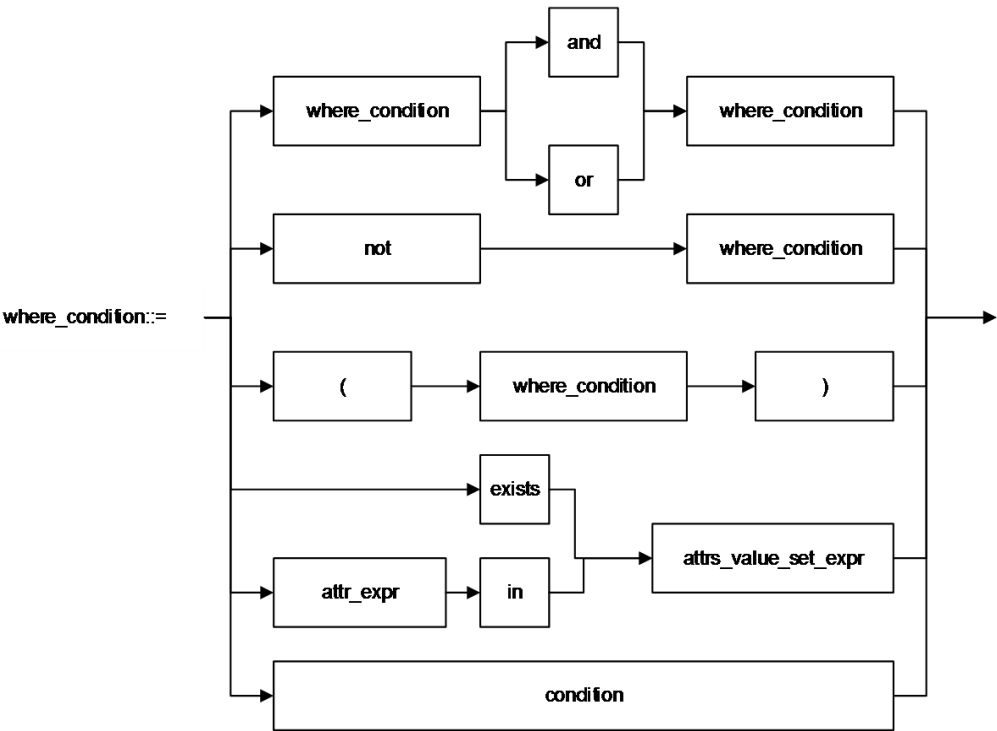 and
where_condition
where_condition
or
not
where_condition
where_condition::=
(
where_condition
)
exists
attrs_value_set_expr
attr_expr
in
condition